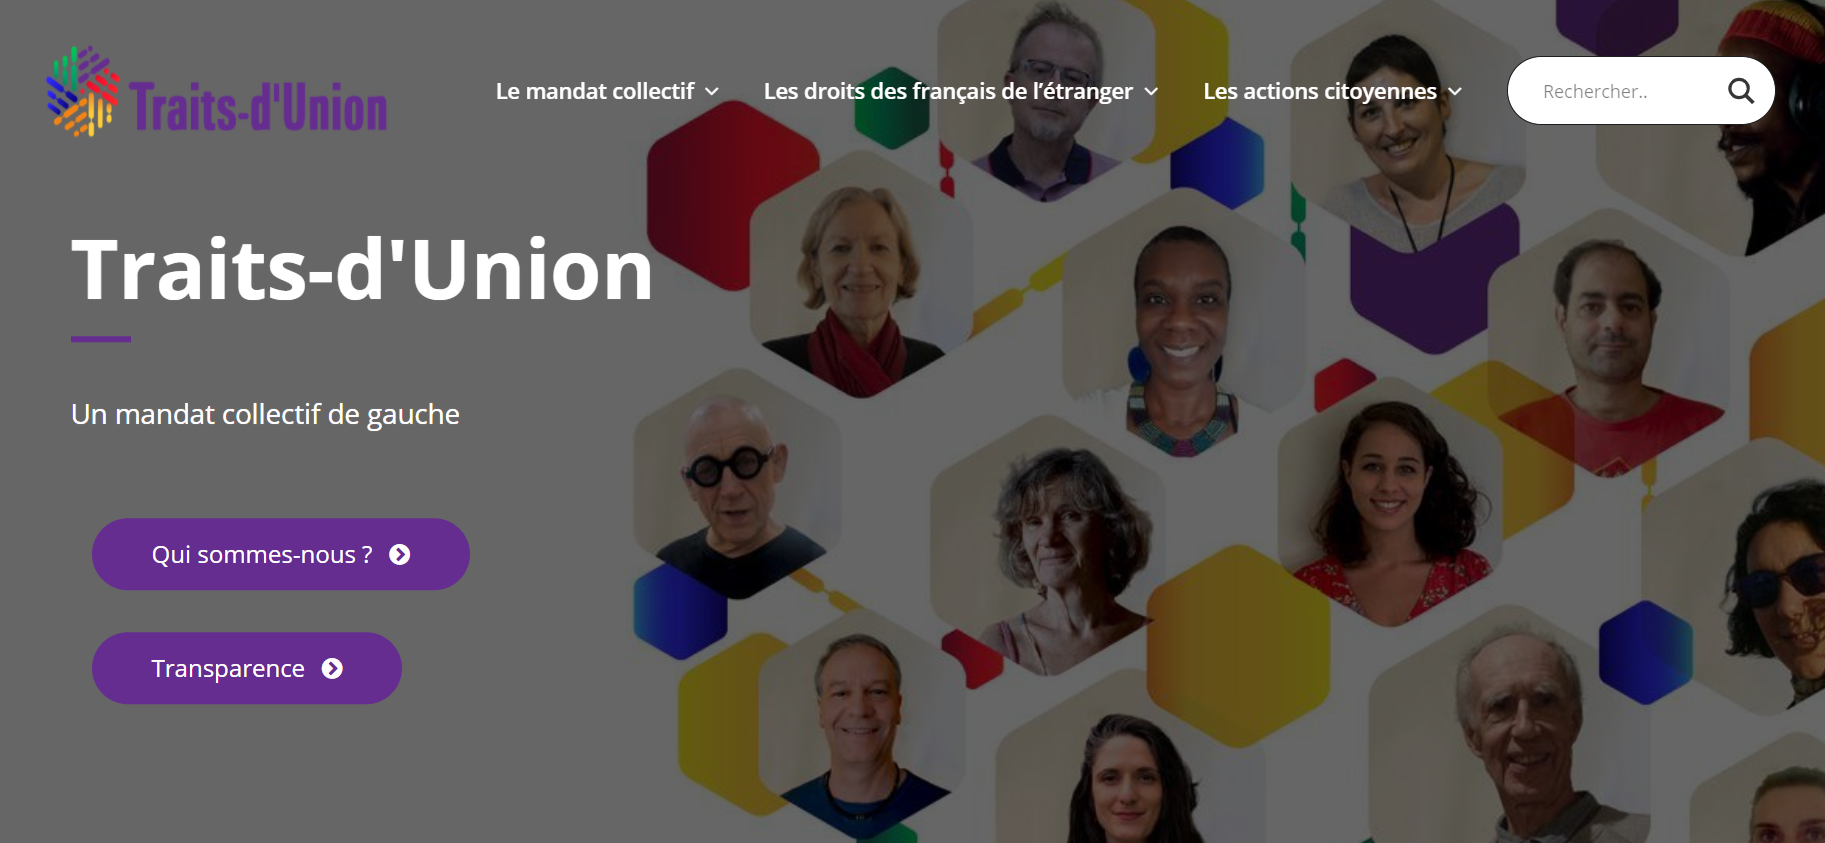 Traits-d'Union
Le mandat collectif
Les droits des français de l’étranger
Les actions citoyennes
Rechercher..
Traits-d'Union
Un mandat collectif de gauche
Qui sommes-nous ?
Transparence